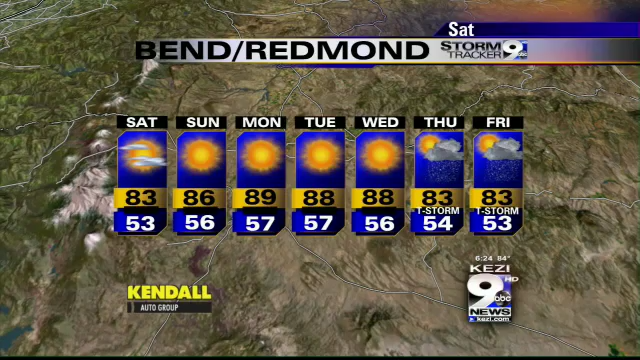 Sat
BEND/REDMOND
STORM
TRACKER 9 abc
SAT SUN MON TUE WED THU FRI
83 86 89 88 88 83 83
T-STORM T-STORM
53 56 57 57 56 54 53
6:24 84°
KEZI
9 HD
abc
NEWS
kezi.com
KENDALL
AUTO GROUP